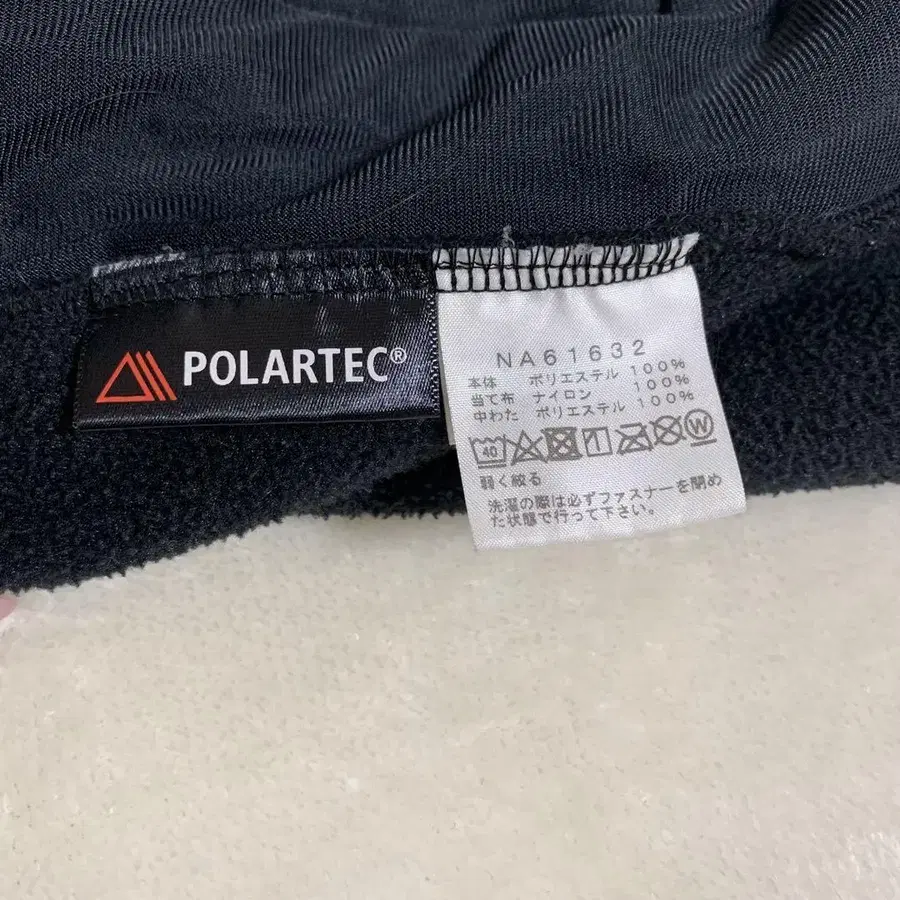 POLARTEC®
NA61632
本体 ポリエステル 100%
当て布 ナイロン 100%
中わた ポリエステル 100%
40 W
弱く絞る
洗濯の際は必ずファスナーを閉め
た状態で行って下さい。